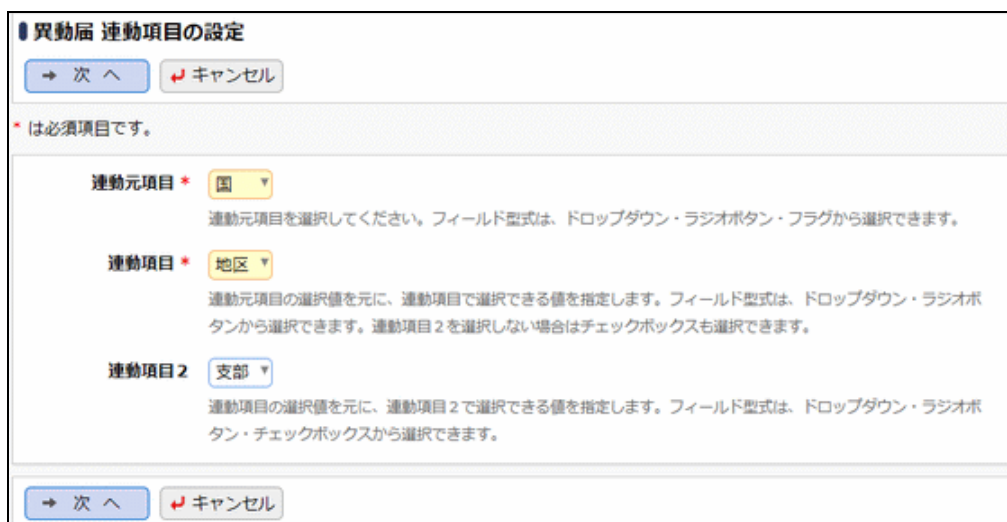 異動届 連動項目の設定
次 へ キャンセル
* は必須項目です。
連動元項目 * 国
連動元項目を選択してください。フィールド型式は、ドロップダウン・ラジオボタン・フラグから選択できます。
連動項目 * 地区
連動元項目の選択値を元に、連動項目で選択できる値を指定します。フィールド型式は、ドロップダウン・ラジオボ
タンから選択できます。連動項目２を選択しない場合はチェックボックスも選択できます。
連動項目２ 支部
連動項目の選択値を元に、連動項目２で選択できる値を指定します。フィールド型式は、ドロップダウン・ラジオボ
タン・チェックボックスから選択できます。
次 へ キャンセル